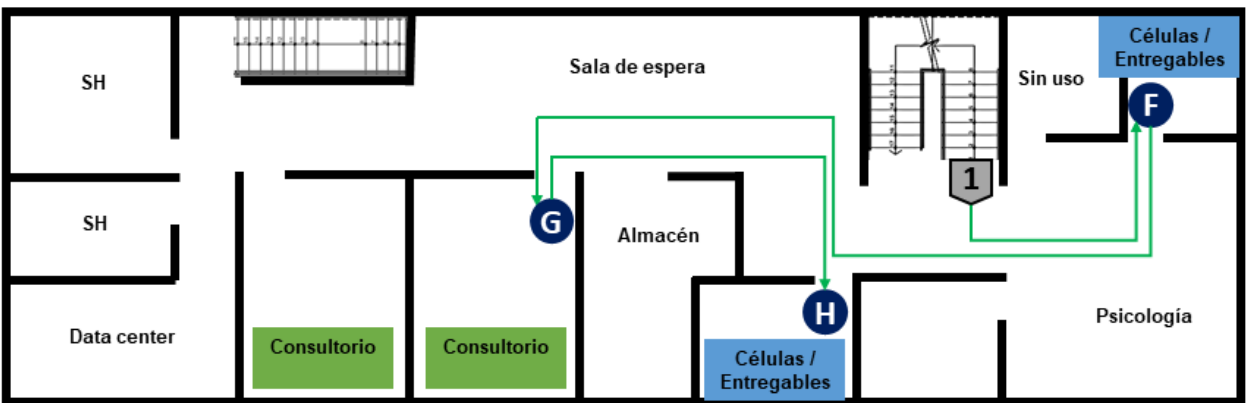 Células /
Entregables
SH
Sala de espera
Sin uso
F
1
SH
G
Almacén
H
Psicología
Data center
Consultorio
Consultorio
Células /
Entregables